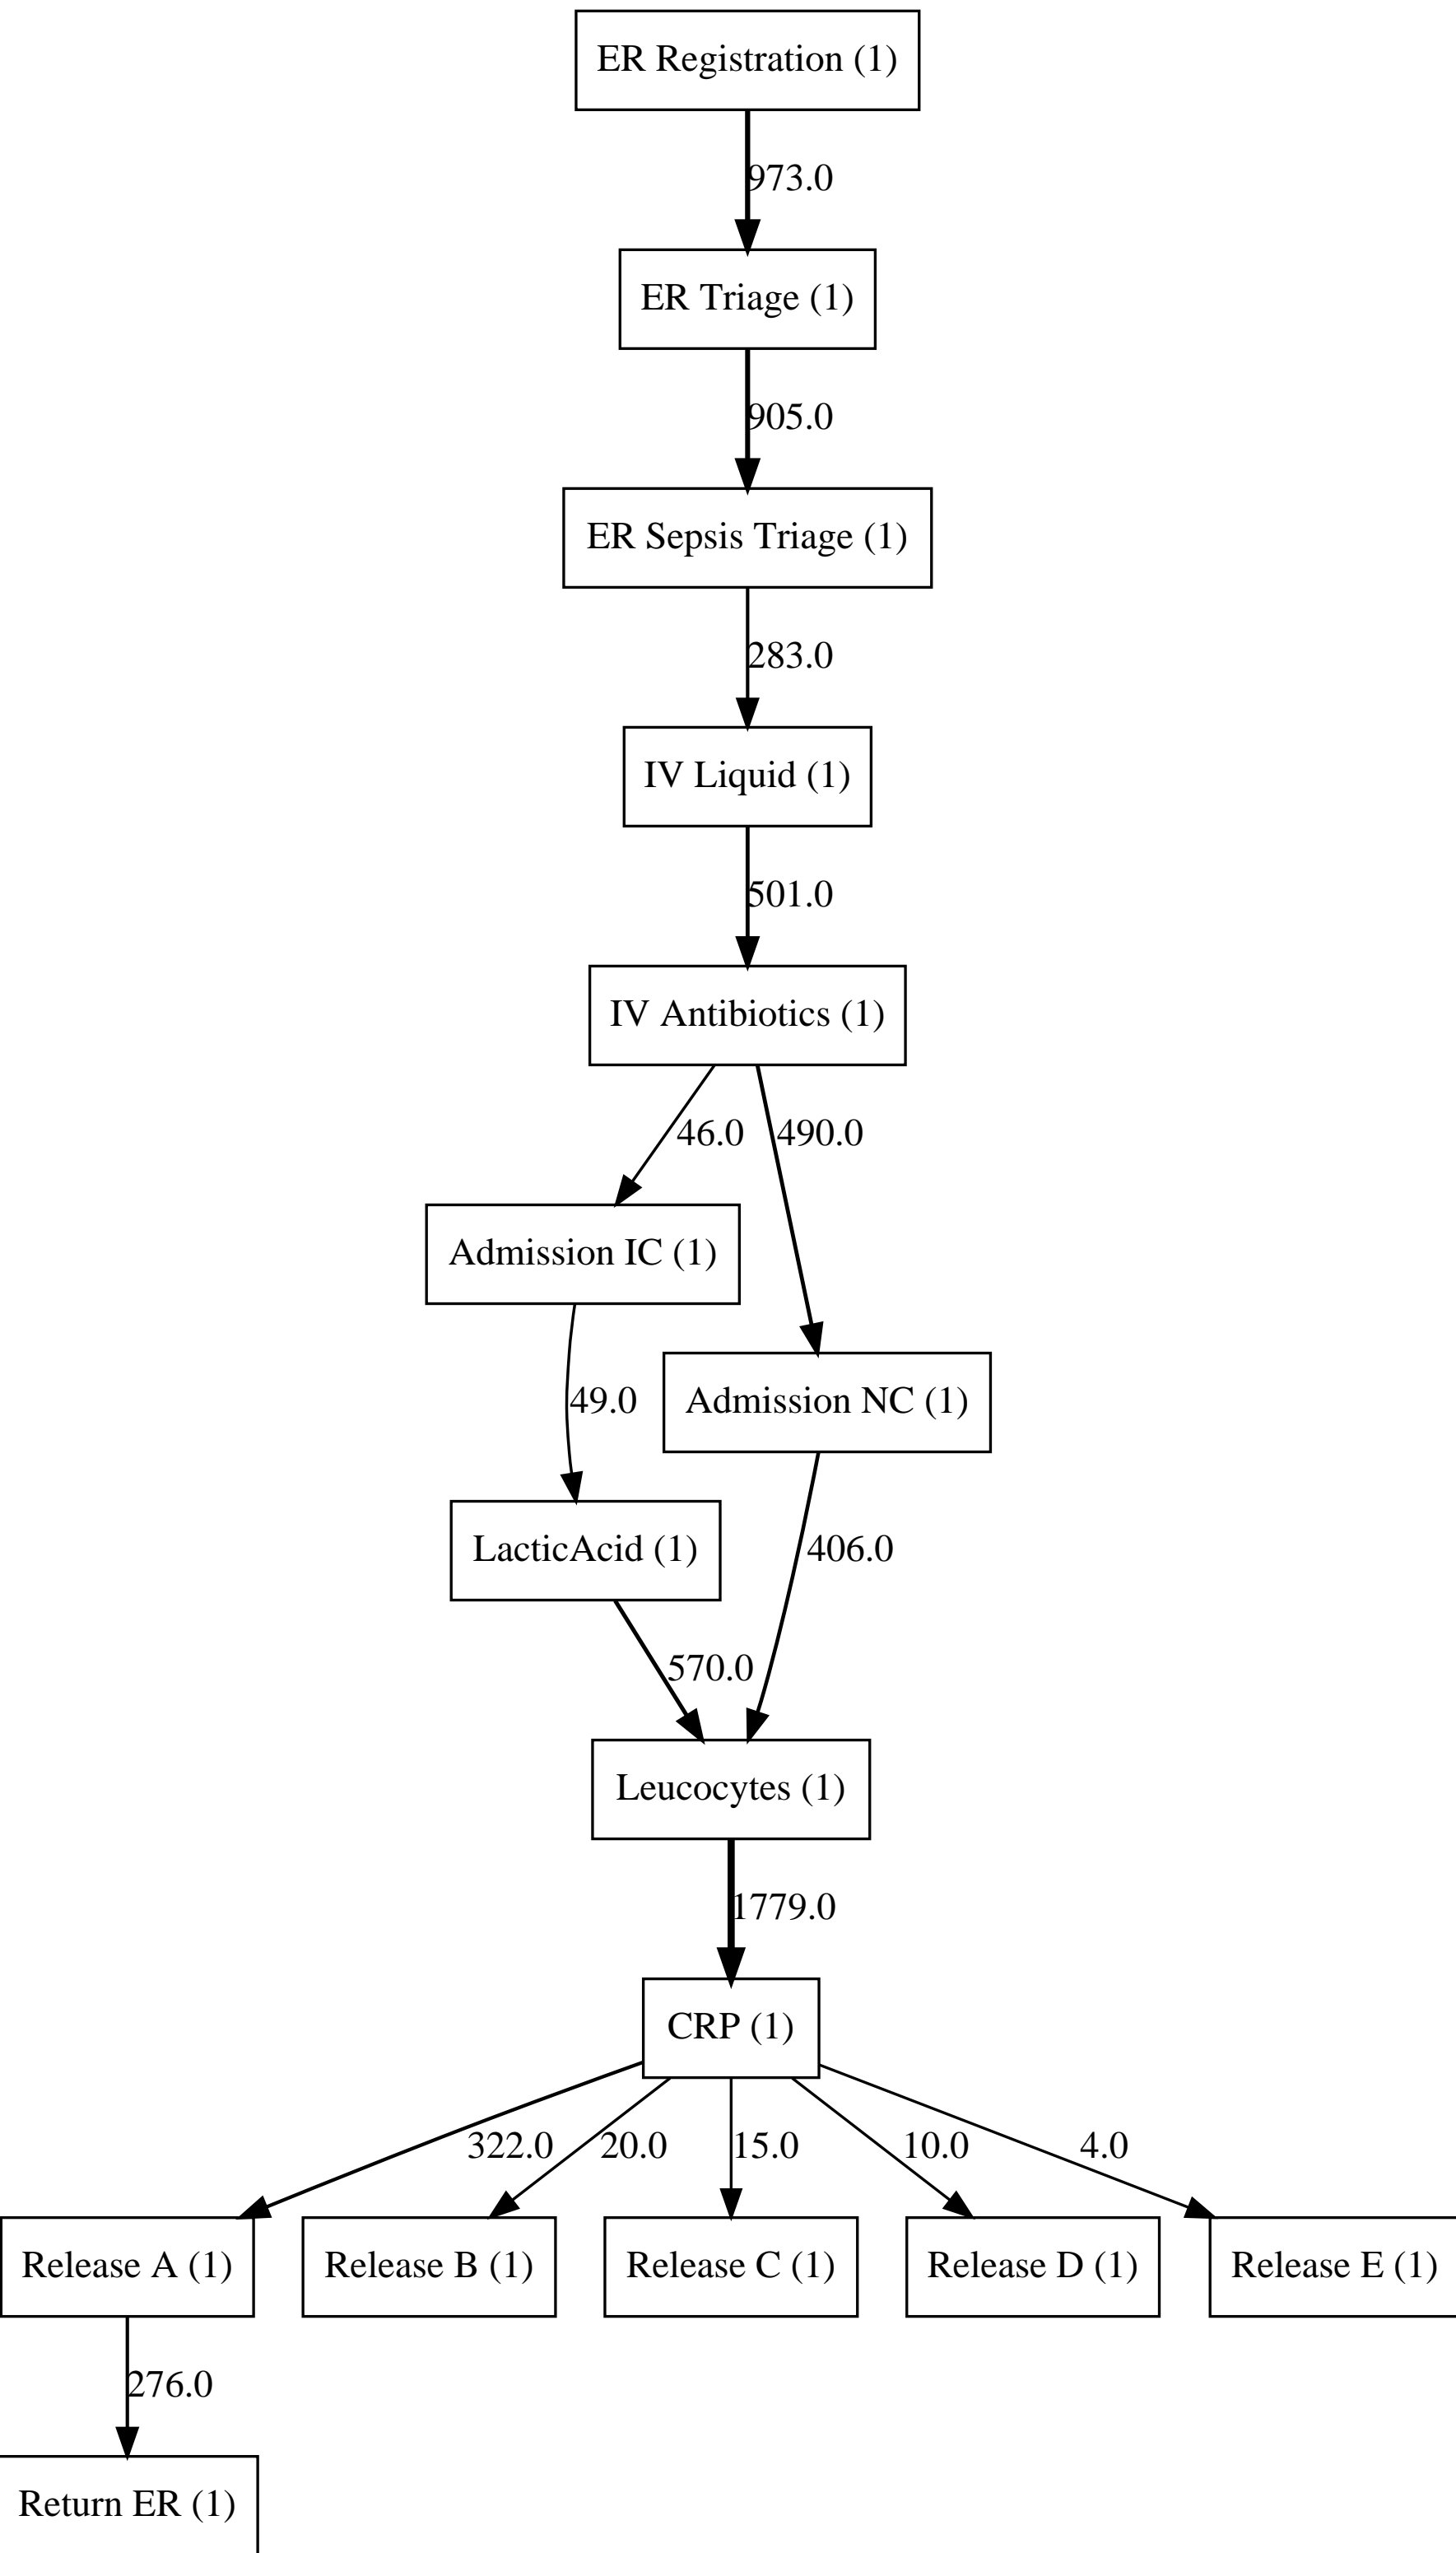 ER Registration (1)
973.0
ER Triage (1)
905.0
ER Sepsis Triage (1)
283.0
IV Liquid (1)
501.0
IV Antibiotics (1)
46.0
490.0
Admission IC (1)
49.0
Admission NC (1)
LacticAcid (1)
406.0
570.0
Leucocytes (1)
1779.0
CRP (1)
322.0
20.0
15.0
10.0
4.0
Release A (1)
Release B (1)
Release C (1)
Release D (1)
Release E (1)
276.0
Return ER (1)